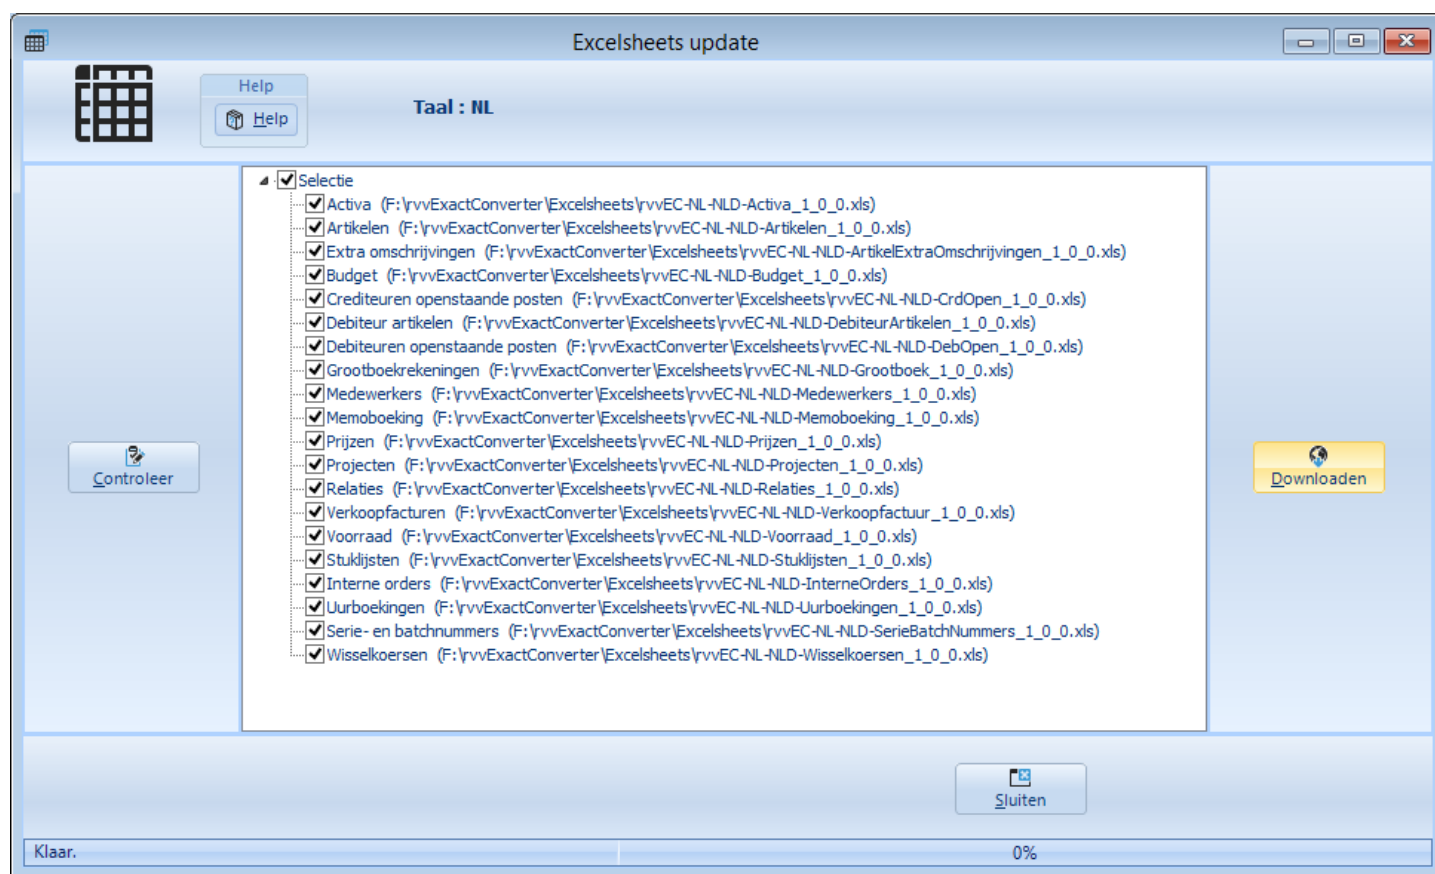 Excelsheets update
Help
Help
Taal : NL
Selectie
Activa (F:\rvvExactConverter\Excelsheets\rvvEC-NL-NLD-Activa_1_0_0.xls)
Artikelen (F:\rvvExactConverter\Excelsheets\rvvEC-NL-NLD-Artikelen_1_0_0.xls)
Extra omschrijvingen (F:\rvvExactConverter\Excelsheets\rvvEC-NL-NLD-ArtikelExtraOmschrijvingen_1_0_0.xls)
Budget (F:\rvvExactConverter\Excelsheets\rvvEC-NL-NLD-Budget_1_0_0.xls)
Crediteuren openstaande posten (F:\rvvExactConverter\Excelsheets\rvvEC-NL-NLD-CrdOpen_1_0_0.xls)
Debiteur artikelen (F:\rvvExactConverter\Excelsheets\rvvEC-NL-NLD-DebiteurArtikelen_1_0_0.xls)
Debiteuren openstaande posten (F:\rvvExactConverter\Excelsheets\rvvEC-NL-NLD-DebOpen_1_0_0.xls)
Grootboekrekeningen (F:\rvvExactConverter\Excelsheets\rvvEC-NL-NLD-Grootboek_1_0_0.xls)
Medewerkers (F:\rvvExactConverter\Excelsheets\rvvEC-NL-NLD-Medewerkers_1_0_0.xls)
Memoboeking (F:\rvvExactConverter\Excelsheets\rvvEC-NL-NLD-Memoboeking_1_0_0.xls)
Prijzen (F:\rvvExactConverter\Excelsheets\rvvEC-NL-NLD-Prijzen_1_0_0.xls)
Projecten (F:\rvvExactConverter\Excelsheets\rvvEC-NL-NLD-Projecten_1_0_0.xls)
Relaties (F:\rvvExactConverter\Excelsheets\rvvEC-NL-NLD-Relaties_1_0_0.xls)
Verkoopfacturen (F:\rvvExactConverter\Excelsheets\rvvEC-NL-NLD-Verkoopfactuur_1_0_0.xls)
Voorraad (F:\rvvExactConverter\Excelsheets\rvvEC-NL-NLD-Voorraad_1_0_0.xls)
Stuklijsten (F:\rvvExactConverter\Excelsheets\rvvEC-NL-NLD-Stuklijsten_1_0_0.xls)
Interne orders (F:\rvvExactConverter\Excelsheets\rvvEC-NL-NLD-InterneOrders_1_0_0.xls)
Uurboekingen (F:\rvvExactConverter\Excelsheets\rvvEC-NL-NLD-Uurboekingen_1_0_0.xls)
Serie- en batchnummers (F:\rvvExactConverter\Excelsheets\rvvEC-NL-NLD-SerieBatchNummers_1_0_0.xls)
Wisselkoersen (F:\rvvExactConverter\Excelsheets\rvvEC-NL-NLD-Wisselkoersen_1_0_0.xls)
Controleer
Downloaden
Sluiten
Klaar.
0%